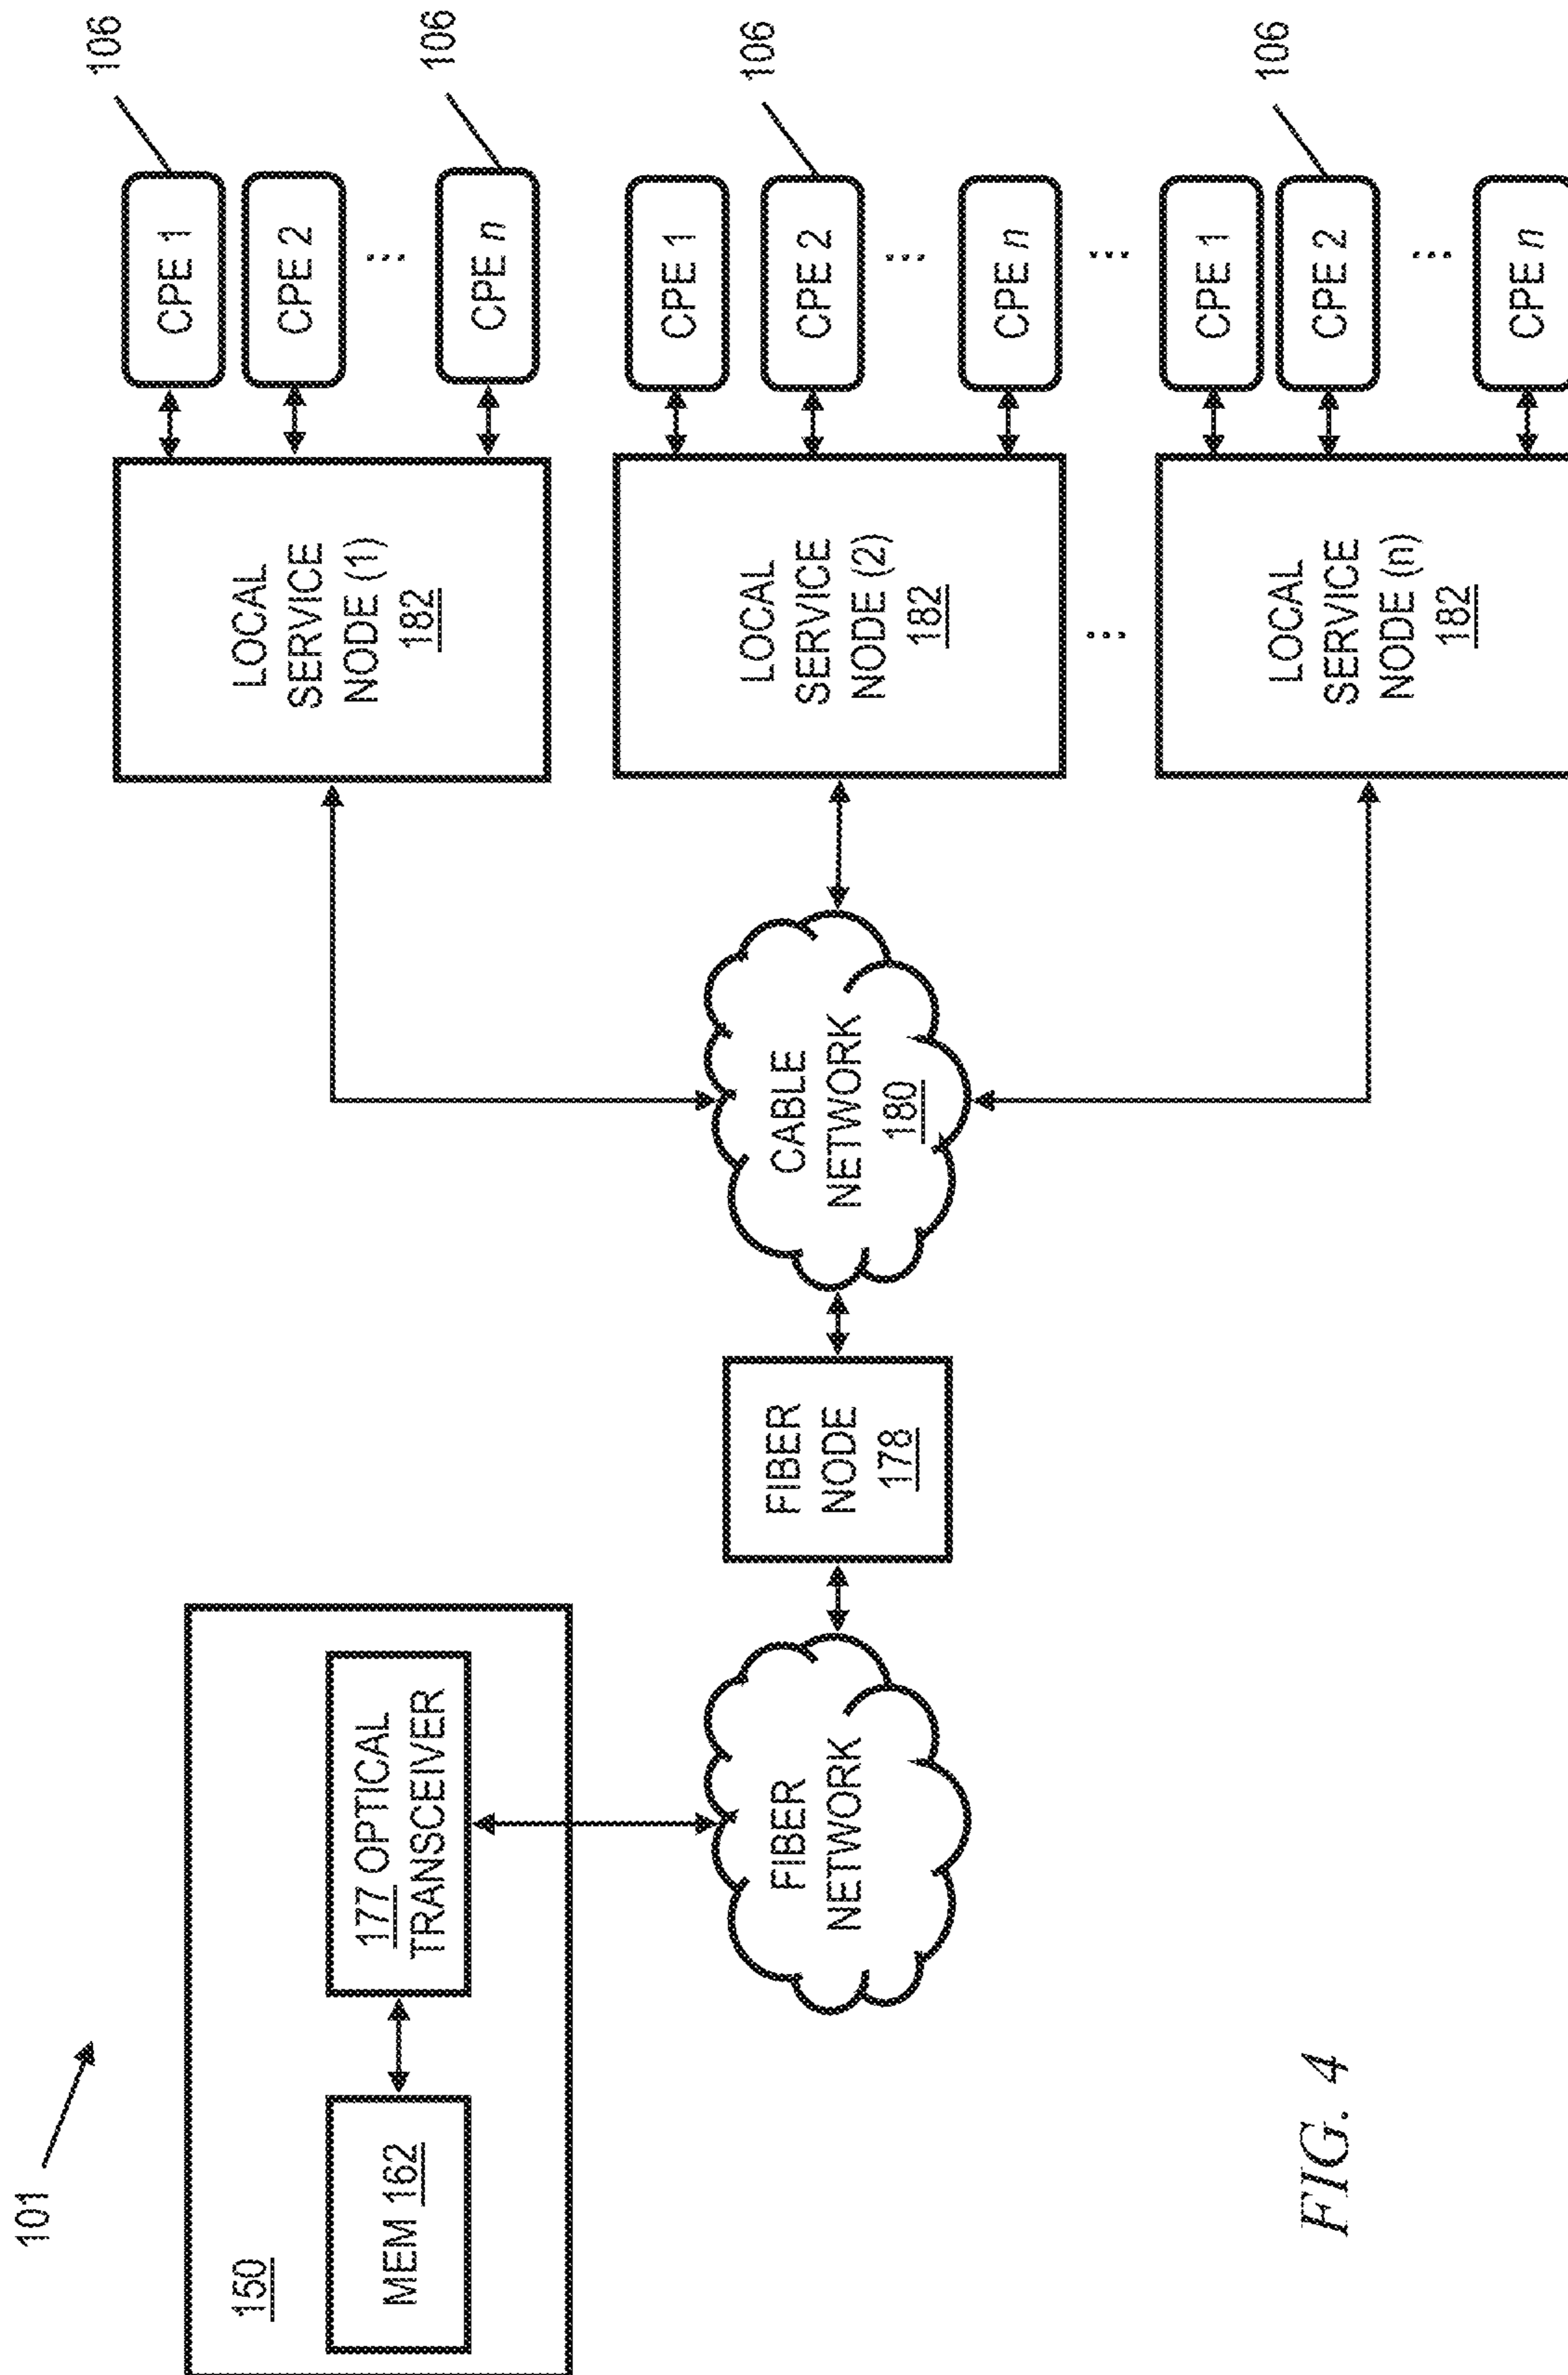 101
150
MEM 162
177 OPTICAL
TRANSCEIVER
FIBER
NETWORK
FIBER
NODE
178
CABLE
NETWORK
180
LOCAL
SERVICE
NODE (1)
182
CPE 1
106
CPE 2
...
CPE n
106
LOCAL
SERVICE
NODE (2)
182
CPE 1
CPE 2
106
...
CPE n
...
...
LOCAL
SERVICE
NODE (n)
182
CPE 1
CPE 2
106
...
CPE n
FIG. 4